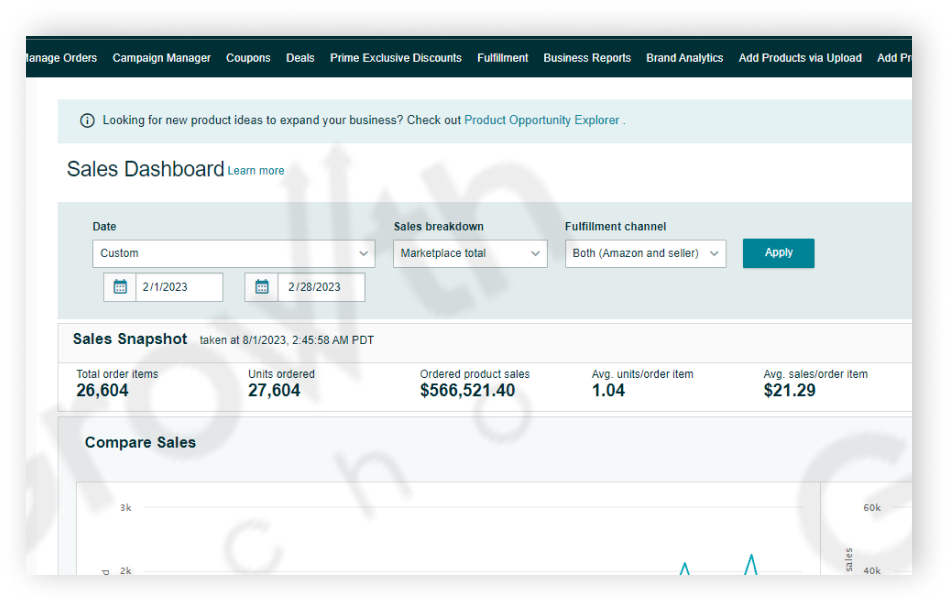 Manage Orders Campaign Manager Coupons Deals Prime Exclusive Discounts Fulfillment Business Reports Brand Analytics Add Products via Upload Add Pr
Looking for new product ideas to expand your business? Check out Product Opportunity Explorer .
Sales Dashboard Learn more
Date Sales breakdown Fulfillment channel
Custom Marketplace total Both (Amazon and seller) Apply
2/1/2023 2/28/2023
Sales Snapshot taken at 8/1/2023, 2:45:58 AM PDT
Total order items Units ordered Ordered product sales Avg. units/order item Avg. sales/order item
26,604 27,604 $566,521.40 1.04 $21.29
Compare Sales
3k 60k
2k sales 40k
Growth
Echo